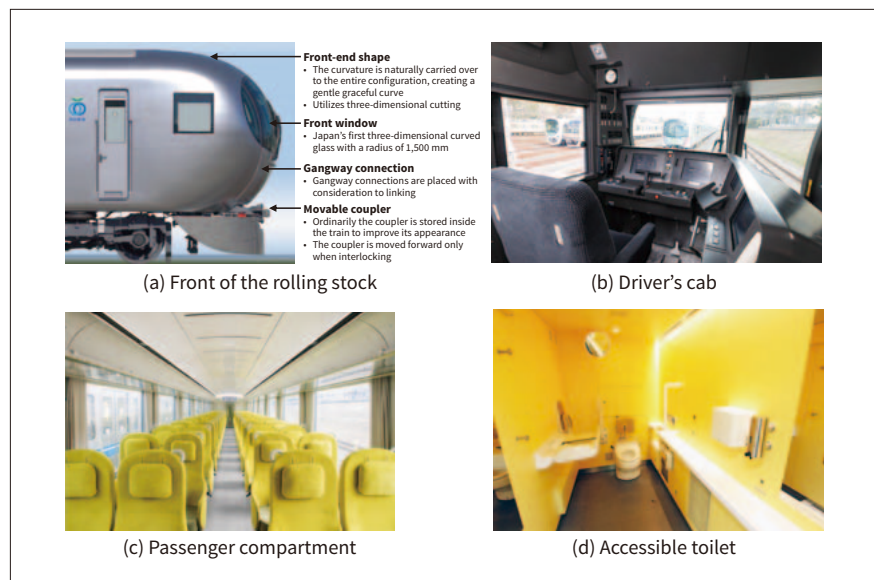 Front-end shape
• The curvature is naturally carried over
to the entire configuration, creating a
gentle graceful curve
• Utilizes three-dimensional cutting
Front window
• Japan's first three-dimensional curved
glass with a radius of 1,500 mm
Gangway connection
• Gangway connections are placed with
consideration to linking
Movable coupler
• Ordinarily the coupler is stored inside
the train to improve its appearance
• The coupler is moved forward only
when interlocking
(a) Front of the rolling stock
(b) Driver's cab
(c) Passenger compartment
(d) Accessible toilet